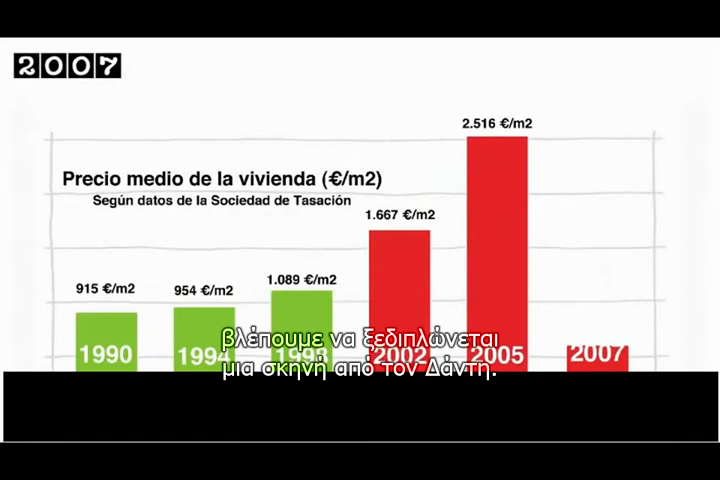 2007
2.516 €/m2
Precio medio de la vivienda (€/m2)
Según datos de la Sociedad de Tasación
1.667 €/m2
915 €/m2 954 €/m2 1.089 €/m2
1990 1994 1998 2002 2005 2007
βλέπουμε να ξεδιπλώνεται
μια σκηνή από τον Δάντη.